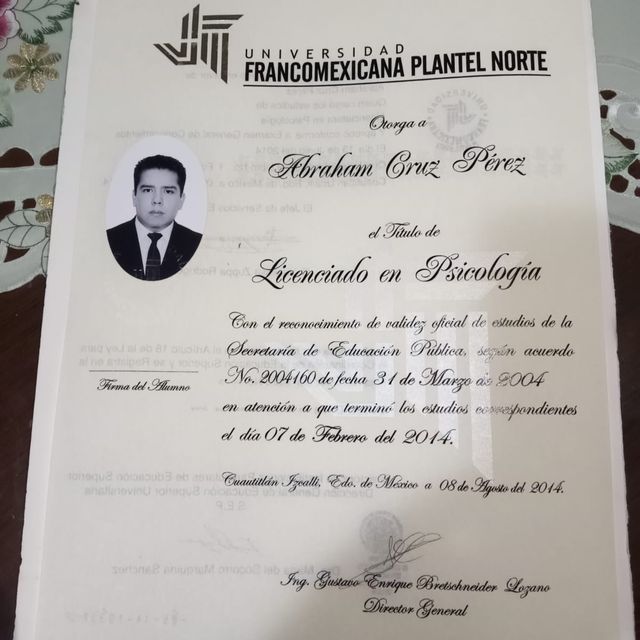 UNIVERSIDAD
FRANCOMEXICANA PLANTEL NORTE
Otorga a
Abraham Cruz Pérez
el Título de
Licenciado en Psicología
Con el reconocimiento de validez oficial de estudios de la
Secretaría de Educación Pública, según acuerdo
No. 2004160 de fecha 31 de Marzo de 2004
en atención a que terminó los estudios correspondientes
el día 07 de Febrero del 2014.
Firma del Alumno
Cuautitlán Izcalli, Edo. de México a 08 de Agosto del 2014.
Ing. Gustavo Enrique Bretschneider Lozano
Director General